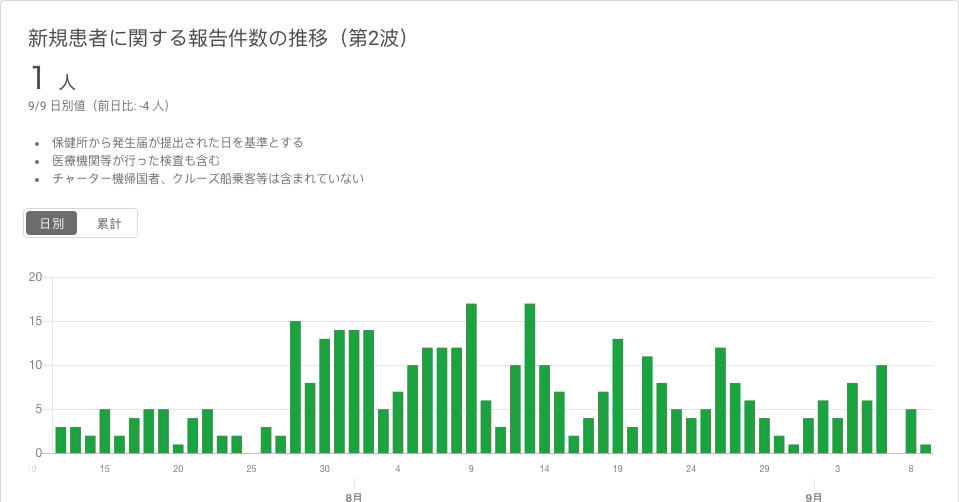 新規患者に関する報告件数の推移（第2波）
1 人
9/9 日別値（前日比: -4 人）
保健所から発生届が提出された日を基準とする
医療機関等が行った検査も含む
チャーター機帰国者、クルーズ船乗客等は含まれていない
日別 累計
20
15
10
5
0
10 15 20 25 30 4 9 14 19 24 29 3 8
8月 9月